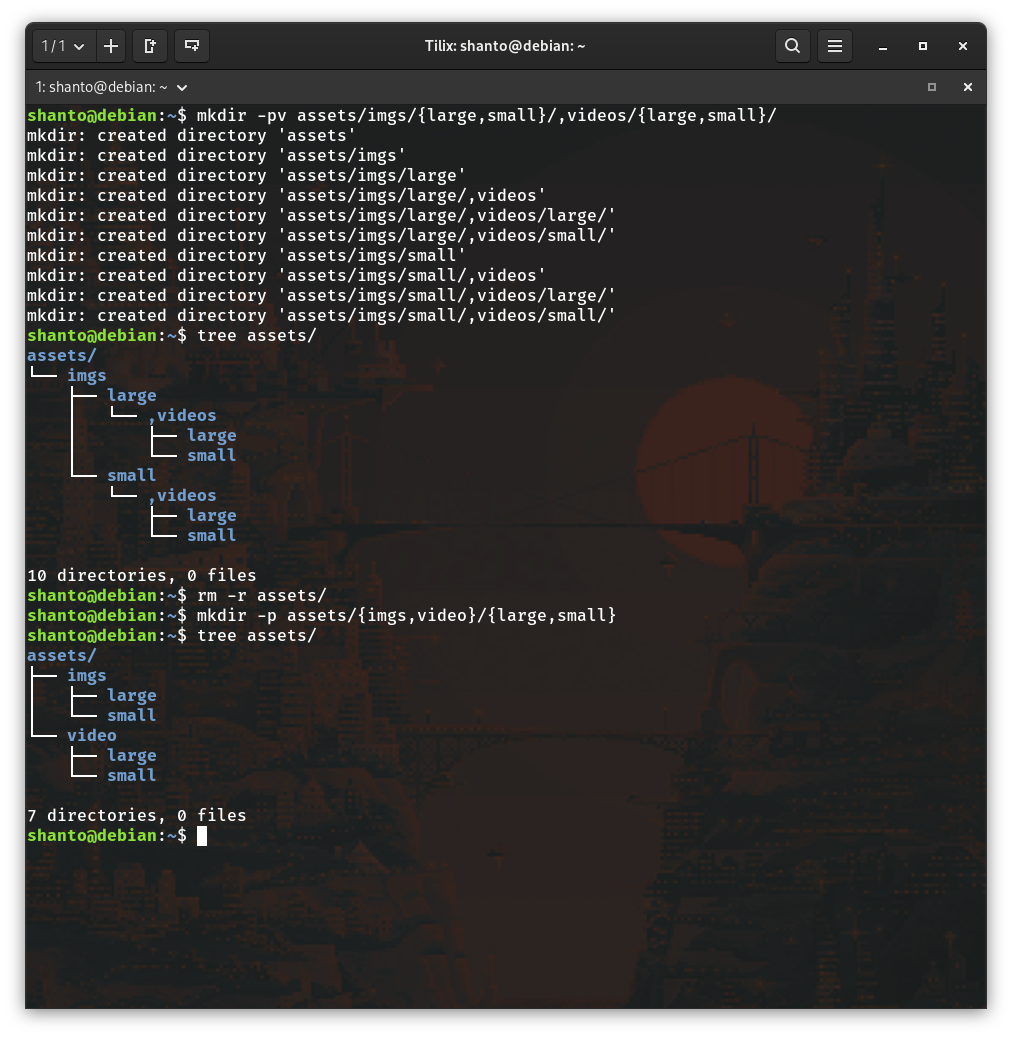 1 / 1
Tilix: shanto@debian: ~
1: shanto@debian: ~
shanto@debian:~$ mkdir -pv assets/imgs/{large,small}/,videos/{large,small}/
mkdir: created directory 'assets'
mkdir: created directory 'assets/imgs'
mkdir: created directory 'assets/imgs/large'
mkdir: created directory 'assets/imgs/large/,videos'
mkdir: created directory 'assets/imgs/large/,videos/large/'
mkdir: created directory 'assets/imgs/large/,videos/small/'
mkdir: created directory 'assets/imgs/small'
mkdir: created directory 'assets/imgs/small/,videos'
mkdir: created directory 'assets/imgs/small/,videos/large/'
mkdir: created directory 'assets/imgs/small/,videos/small/'
shanto@debian:~$ tree assets/
assets/
└── imgs
    ├── large
    │   └── ,videos
    │       ├── large
    │       └── small
    └── small
        └── ,videos
            ├── large
            └── small
10 directories, 0 files
shanto@debian:~$ rm -r assets/
shanto@debian:~$ mkdir -p assets/{imgs,video}/{large,small}
shanto@debian:~$ tree assets/
assets/
├── imgs
│   ├── large
│   └── small
└── video
    ├── large
    └── small
7 directories, 0 files
shanto@debian:~$